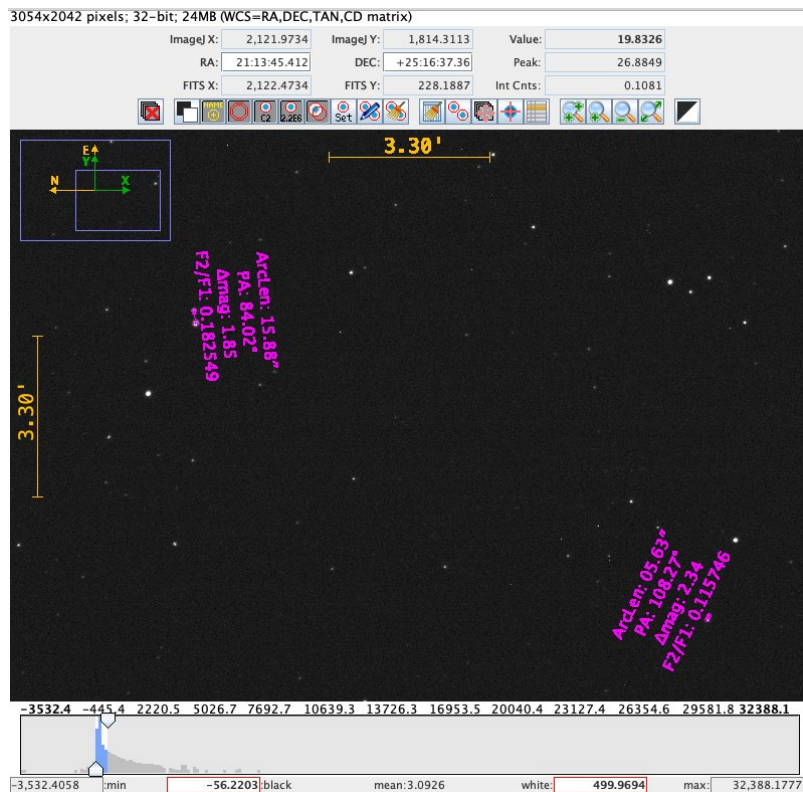 3054x2042 pixels; 32-bit; 24MB (WCS=RA,DEC,TAN,CD matrix)
ImageJ X: 2,121.9734 ImageJ Y: 1,814.3113 Value: 19.8326
RA: 21:13:45.412 DEC: +25:16:37.36 Peak: 26.8849
FITS X: 2,122.4734 FITS Y: 228.1887 Int Cnts: 0.1081
NAME C2 2.2E6 Set
3.30'
E
Y
N X
ArcLen: 15.88"
PA: 84.02°
Δmag: 1.85
F2/F1: 0.182549
3.30'
ArcLen: 05.63"
PA: 108.27°
Δmag: 2.34
F2/F1: 0.115746
-3532.4 -445.4 2220.5 5026.7 7692.7 10639.3 13726.3 16953.5 20040.4 23127.4 26354.6 29581.8 32388.1
-3,532.4058 :min -56.2203 :black mean:3.0926 white: 499.9694 max: 32,388.1777